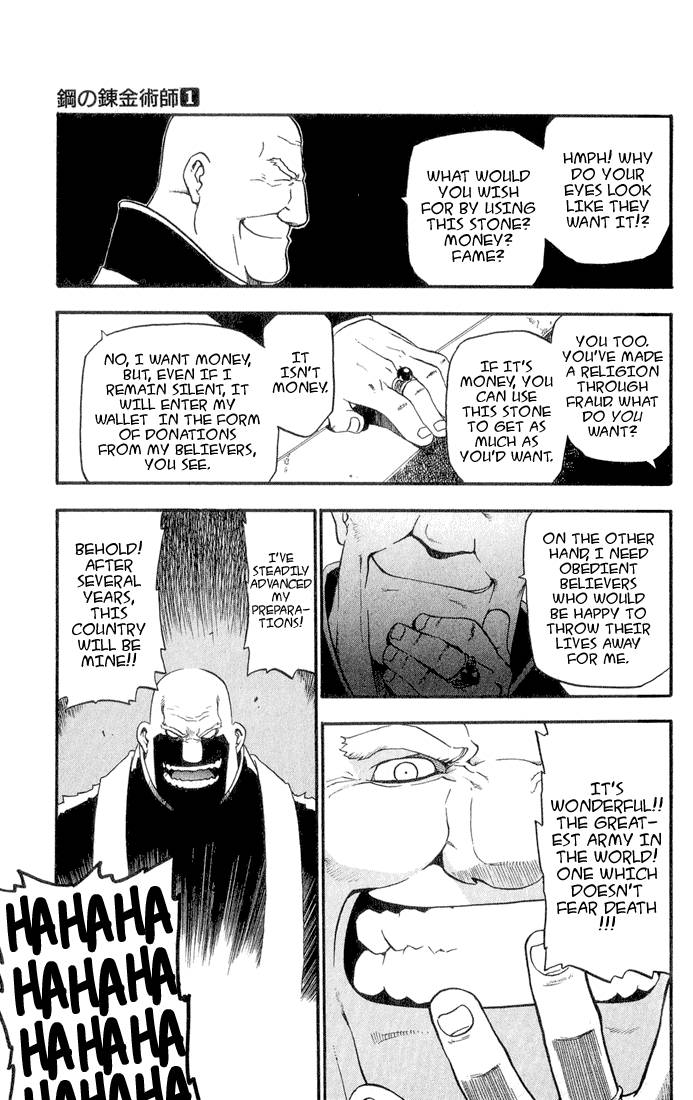 鋼の錬金術師1
HMPH! WHY
DO YOUR
EYES LOOK
LIKE THEY
WANT IT!?
WHAT WOULD
YOU WISH
FOR BY USING
THIS STONE?
MONEY?
FAME?
YOU TOO.
YOU'VE MADE
A RELIGION
THROUGH
FRAUD. WHAT
DO YOU
WANT?
IF IT'S
MONEY, YOU
CAN USE
THIS STONE
TO GET AS
MUCH AS
YOU'D WANT.
IT
ISN'T
MONEY.
NO, I WANT MONEY,
BUT, EVEN IF I
REMAIN SILENT, IT
WILL ENTER MY
WALLET IN THE FORM
OF DONATIONS
FROM MY BELIEVERS,
YOU SEE.
ON THE OTHER
HAND, I NEED
OBEDIENT
BELIEVERS
WHO WOULD
BE HAPPY TO
THROW THEIR
LIVES AWAY
FOR ME.
IT'S
WONDERFUL!!
THE GREAT-
EST ARMY IN
THE WORLD!
ONE WHICH
DOESN'T
FEAR DEATH
!!!
I'VE
STEADILY
ADVANCED
MY
PREPARA-
TIONS!
BEHOLD!
AFTER
SEVERAL
YEARS,
THIS
COUNTRY
WILL BE
MINE!!
HAHAHA
HAHAHA
HAHAHA
HAHAHA